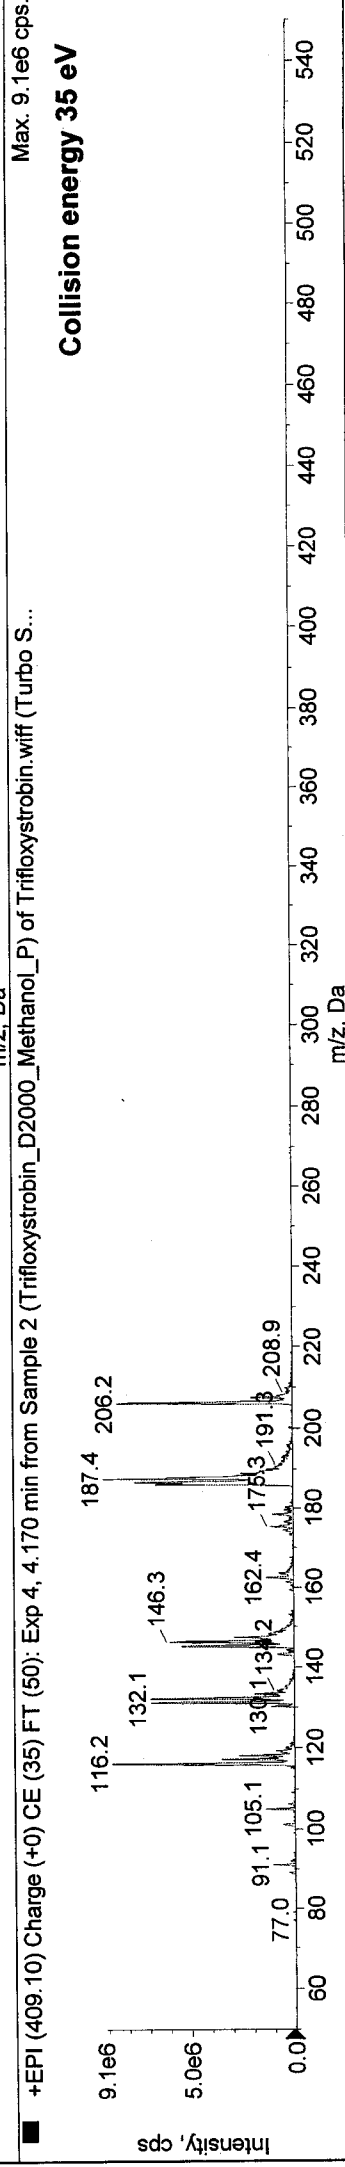 m/z, Da
+EPI (409.10) Charge (+0) CE (35) FT (50): Exp 4, 4.170 min from Sample 2 (Trifloxystrobin_D2000_Methanol_P) of Trifloxystrobin.wiff (Turbo S...
Max. 9.1e6 cps.
Collision energy 35 eV
Intensity, cps
9.1e6
5.0e6
0.0
77.0
91.1
105.1
116.2
130.1
132.1
134.2
146.3
162.4
175.3
187.4
191.3
206.2
208.9
60 80 100 120 140 160 180 200 220 240 260 280 300 320 340 360 380 400 420 440 460 480 500 520 540
m/z, Da